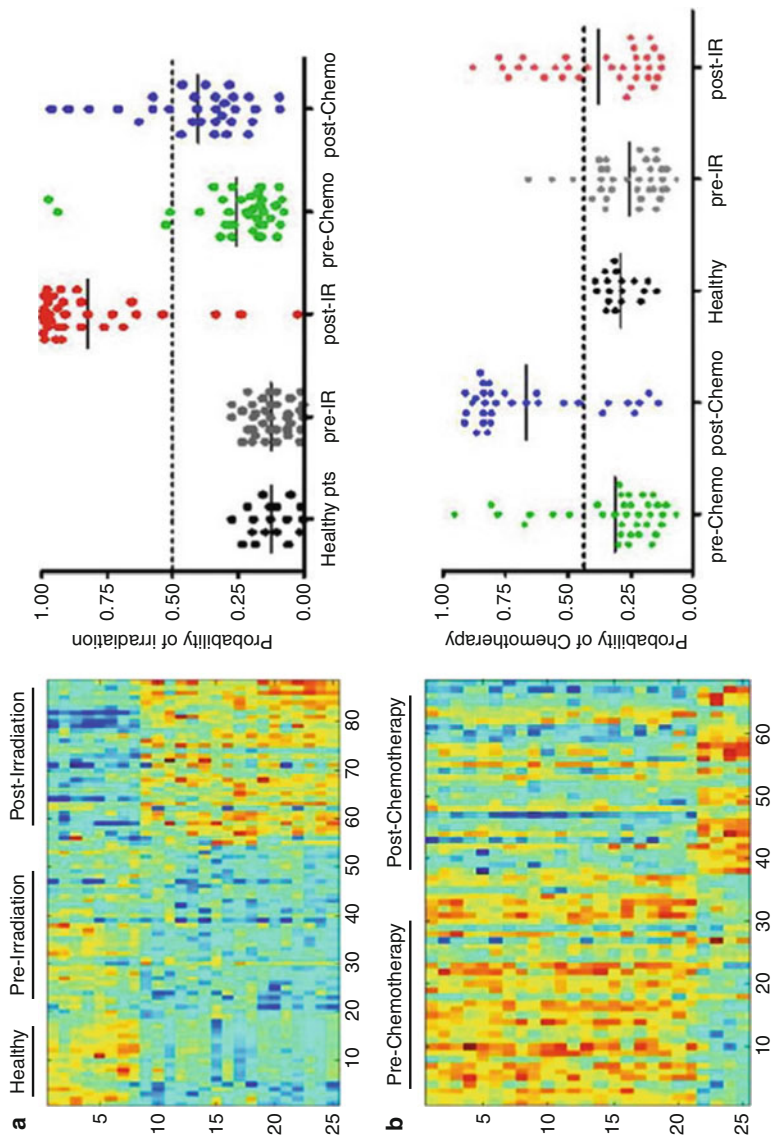 a
Healthy
Pre-Irradiation
Post-Irradiation
5
10
15
20
25
10
20
30
40
50
60
70
80
Probability of irradiation
1.00
0.75
0.50
0.25
0.00
Healthy pts
pre-IR
post-IR
pre-Chemo
post-Chemo
b
Pre-Chemotherapy
Post-Chemotherapy
5
10
15
20
25
10
20
30
40
50
60
Probability of Chemotherapy
1.00
0.75
0.50
0.25
0.00
pre-Chemo
post-Chemo
Healthy
pre-IR
post-IR